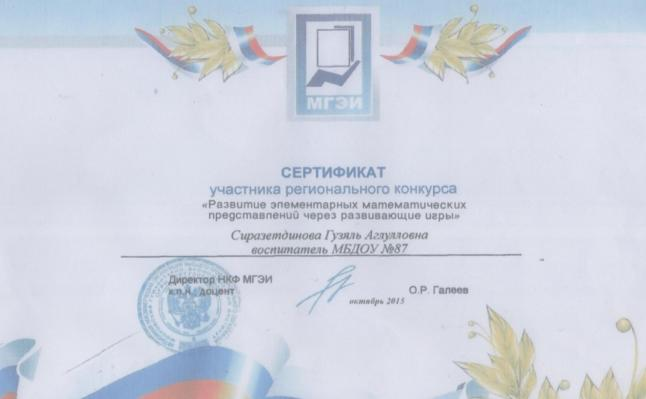 МГЭИ
СЕРТИФИКАТ
участника регионального конкурса
«Развитие элементарных математических
представлений через развивающие игры»
Сиразетдинова Гузяль Аглулловна
воспитатель МБДОУ №87
Директор НКФ МГЭИ
к.п.н., доцент
О.Р. Галеев
октябрь 2015